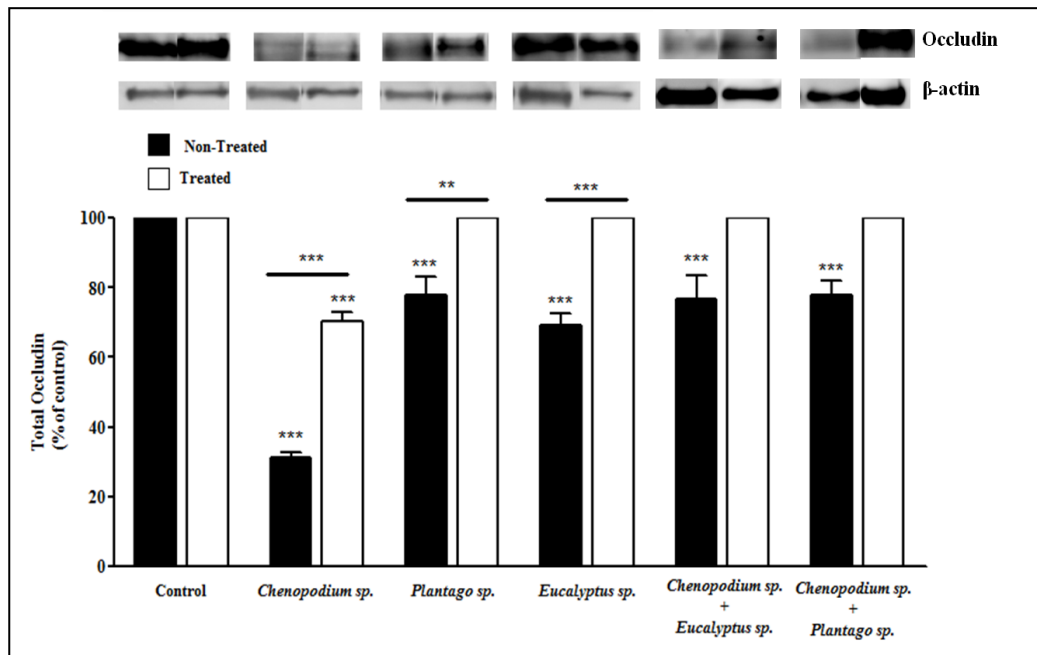 Occludin
β-actin
Non-Treated
Treated
**
***
***
***
***
***
***
***
***
***
Total Occludin
(% of control)
100
80
60
40
20
0
Control
Chenopodium sp.
Plantago sp.
Eucalyptus sp.
Chenopodium sp.
+
Eucalyptus sp.
Chenopodium sp.
+
Plantago sp.